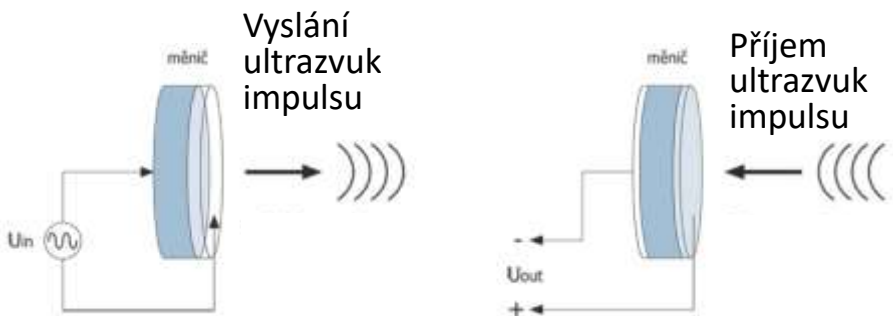 měnič
Vyslání
ultrazvuk
impulsu
Uin
měnič
Příjem
ultrazvuk
impulsu
-
Uout
+